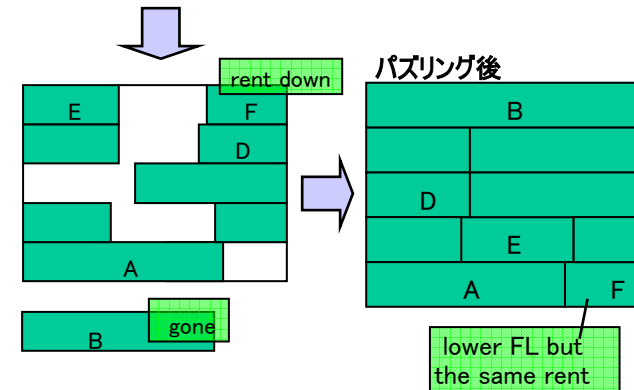 rent down
E
F
D
A
B
gone
パズリング後
B
D
E
A
F
lower FL but
the same rent